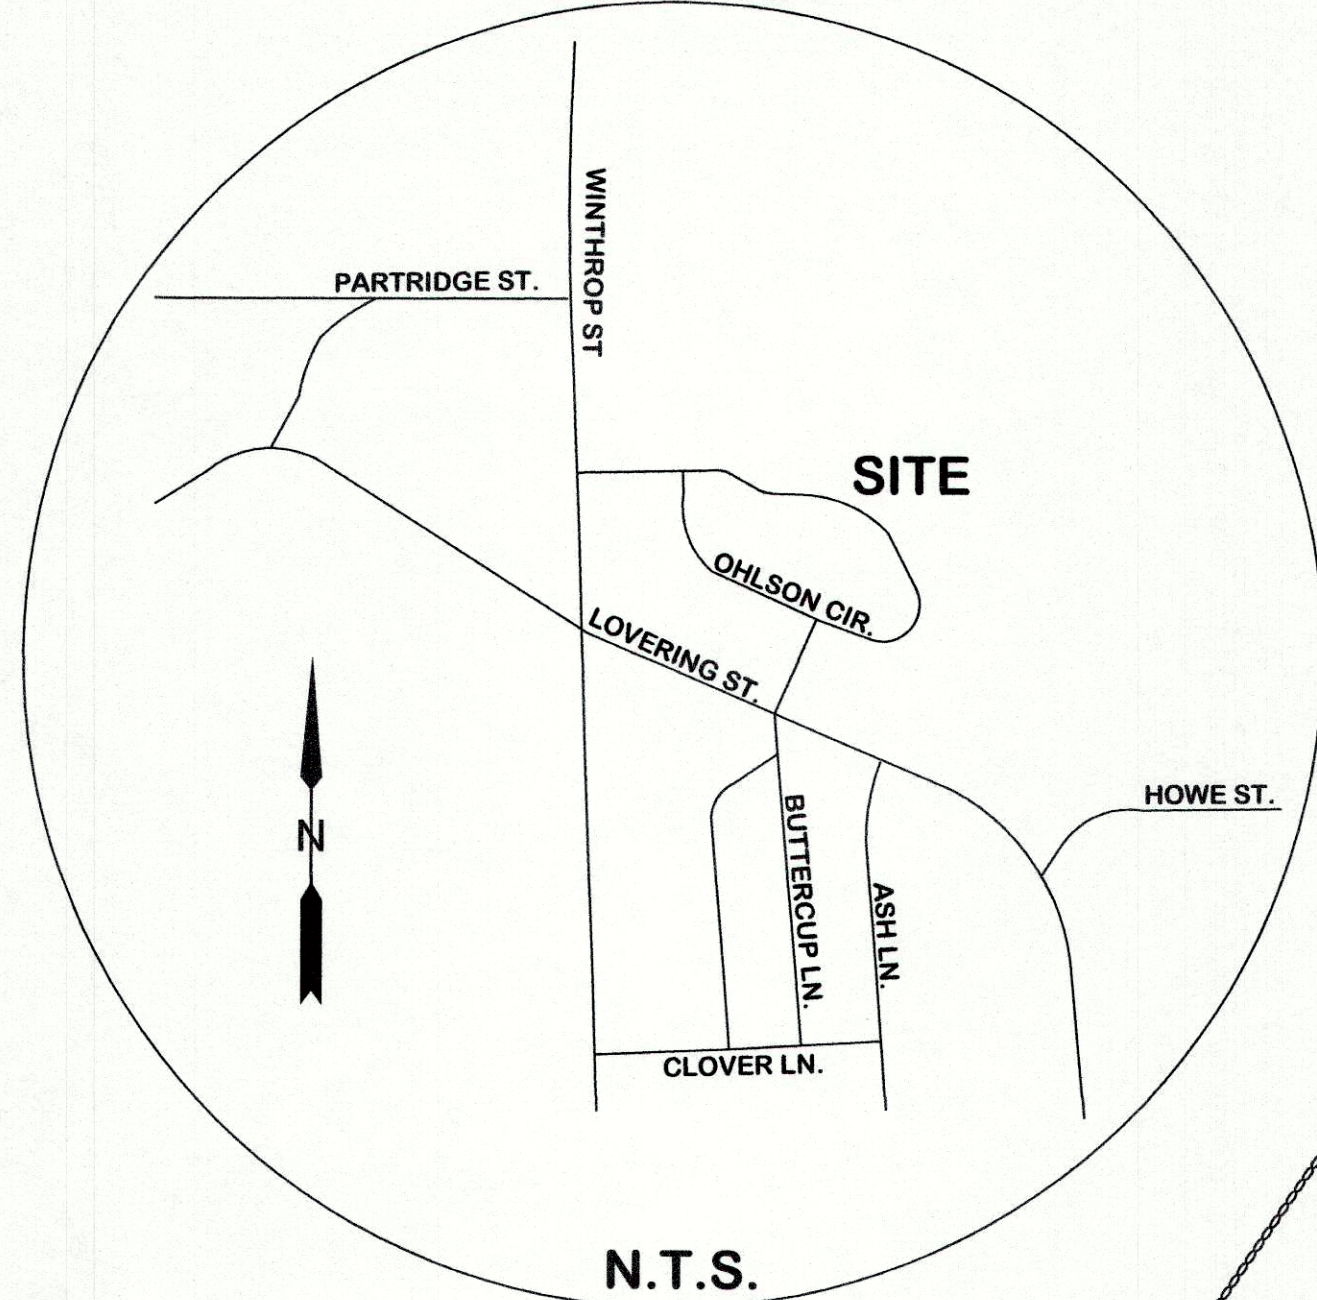 WINTHROP ST
PARTRIDGE ST.
SITE
OHLSON CIR.
LOVERING ST.
HOWE ST.
BUTTERCUP LN.
N
ASH LN.
CLOVER LN.
N.T.S.